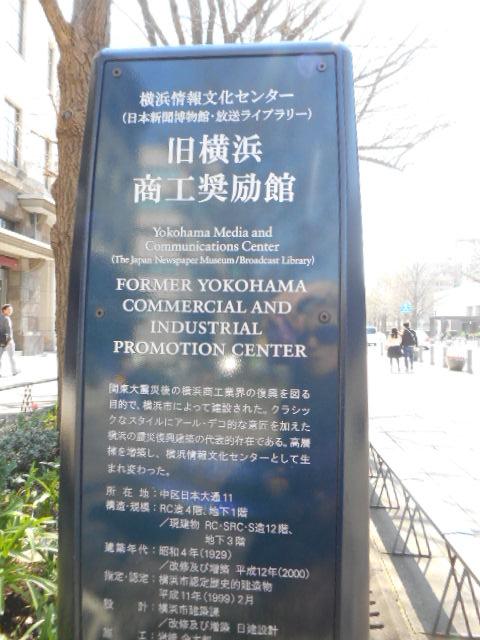 横浜情報文化センター
（日本新聞博物館・放送ライブラリー）
旧横浜
商工奨励館
Yokohama Media and
Communications Center
(The Japan Newspaper Museum/Broadcast Library)
FORMER YOKOHAMA
COMMERCIAL AND
INDUSTRIAL
PROMOTION CENTER
関東大震災後の横浜商工業界の復興を図る
目的で、横浜市によって建設された。クラシッ
クなスタイルにアール・デコ的な意匠を加えた
横浜の震災復興建築の代表的存在である。高層
棟を増築し、横浜情報文化センターとして生
まれ変わった。
所在地：中区日本大通11
構造・規模：RC造4階、地下1階
／現建物 RC・SRC・S造12階、
地下3階
建築年代：昭和4年（1929）
／改修及び増築 平成12年（2000）
指定・認定：横浜市認定歴史的建造物
平成11年（1999）2月
設計：横浜市建築課
／改修及び増築 日建設計